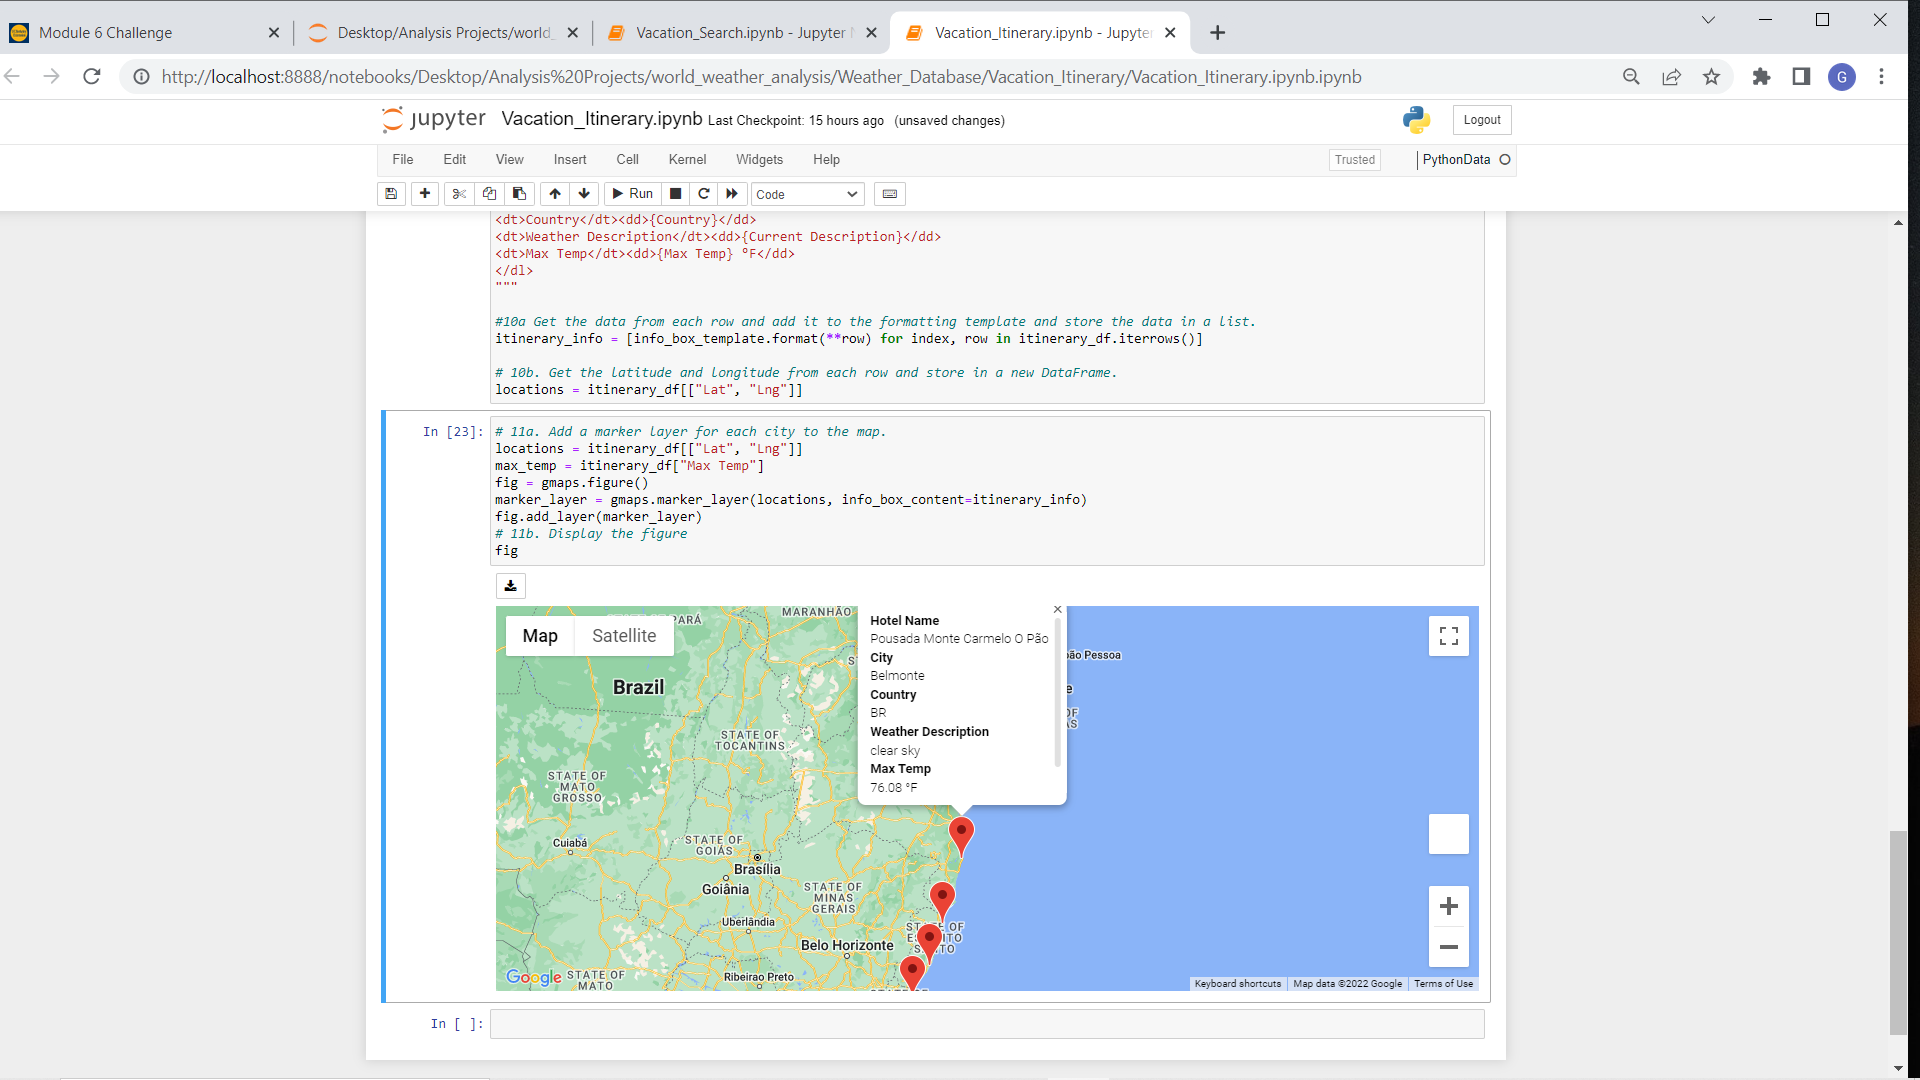 Module 6 Challenge
Desktop/Analysis Projects/world_
Vacation_Search.ipynb - Jupyter
Vacation_Itinerary.ipynb - Jupyter
http://localhost:8888/notebooks/Desktop/Analysis%20Projects/world_weather_analysis/Weather_Database/Vacation_Itinerary/Vacation_Itinerary.ipynb.ipynb
G
jupyter Vacation_Itinerary.ipynb Last Checkpoint: 15 hours ago (unsaved changes)
Logout
File Edit View Insert Cell Kernel Widgets Help
Trusted
PythonData
Run
Code
<dt>Country</dt><dd>{Country}</dd>
<dt>Weather Description</dt><dd>{Current Description}</dd>
<dt>Max Temp</dt><dd>{Max Temp} °F</dd>
</dl>
"""
#10a Get the data from each row and add it to the formatting template and store the data in a list.
itinerary_info = [info_box_template.format(**row) for index, row in itinerary_df.iterrows()]
# 10b. Get the latitude and longitude from each row and store in a new DataFrame.
locations = itinerary_df[["Lat", "Lng"]]
In [23]:
# 11a. Add a marker layer for each city to the map.
locations = itinerary_df[["Lat", "Lng"]]
max_temp = itinerary_df["Max Temp"]
fig = gmaps.figure()
marker_layer = gmaps.marker_layer(locations, info_box_content=itinerary_info)
fig.add_layer(marker_layer)
# 11b. Display the figure
fig
Map Satellite
MARANHÃO
Hotel Name
Pousada Monte Carmelo O Pão
City
Belmonte
Country
BR
Weather Description
clear sky
Max Temp
76.08 °F
Brazil
STATE OF
TOCANTINS
STATE OF
MATO
GROSSO
Cuiabá
STATE OF
GOIÁS
Brasília
Goiânia
STATE OF
MINAS
GERAIS
Uberlândia
Belo Horizonte
Ribeirao Preto
STATE OF
MATO
Google
Keyboard shortcuts
Map data ©2022 Google
Terms of Use
In [ ]: